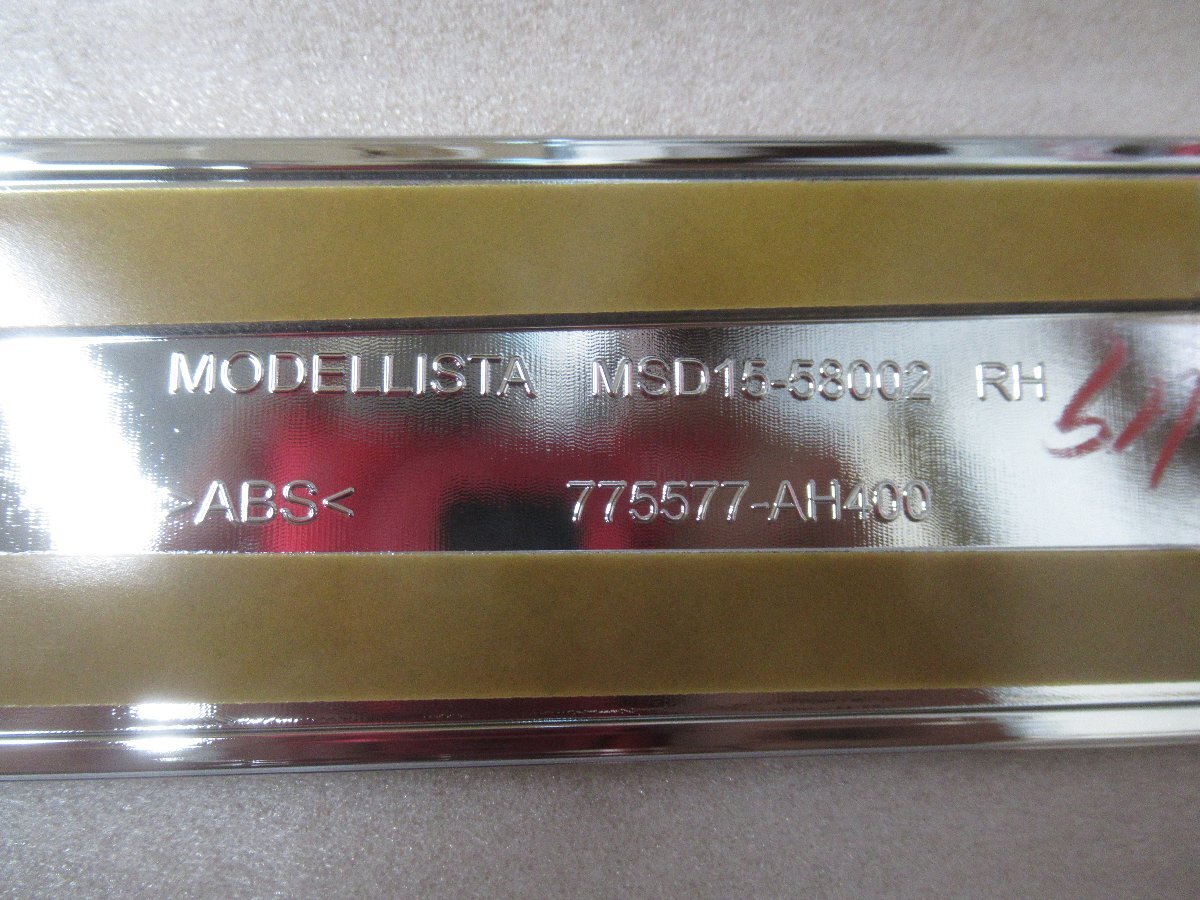 MODELLISTA MSD15-58002 RH
>ABS< 775577-AH400